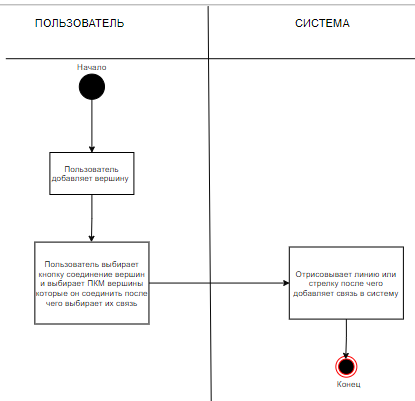 ПОЛЬЗОВАТЕЛЬ
СИСТЕМА
Начало
Пользователь
добавляет вершину
Пользователь выбирает
кнопку соединение вершин
и выбирает ПКМ вершины
которые он соединить после
чего выбирает их связь
Отрисовывает линию или
стрелку после чего
добавляет связь в систему
Конец